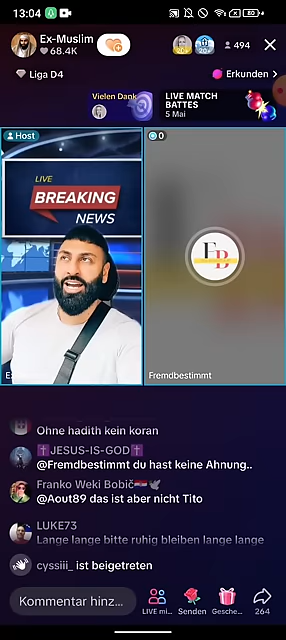 13:04
Ex-Muslim
68.4K
494
Liga D4
Erkunden >
Vielen Dank
LIVE MATCH
BATTES
5 Mai
Host
0
LIVE
BREAKING
NEWS
FB
Fremdbestimmt
Ohne hadith kein koran
✝️JESUS-IS-GOD✝️
@Fremdbestimmt du hast keine Ahnung..
Franko Weki Bobič🇭🇷🕊
@Aout89 das ist aber nicht Tito
LUKE73
Lange lange bitte ruhig bleiben lange lange
cyssiii_ ist beigetreten
Kommentar hinz...
LIVE mi...
Senden
Gesche...
264